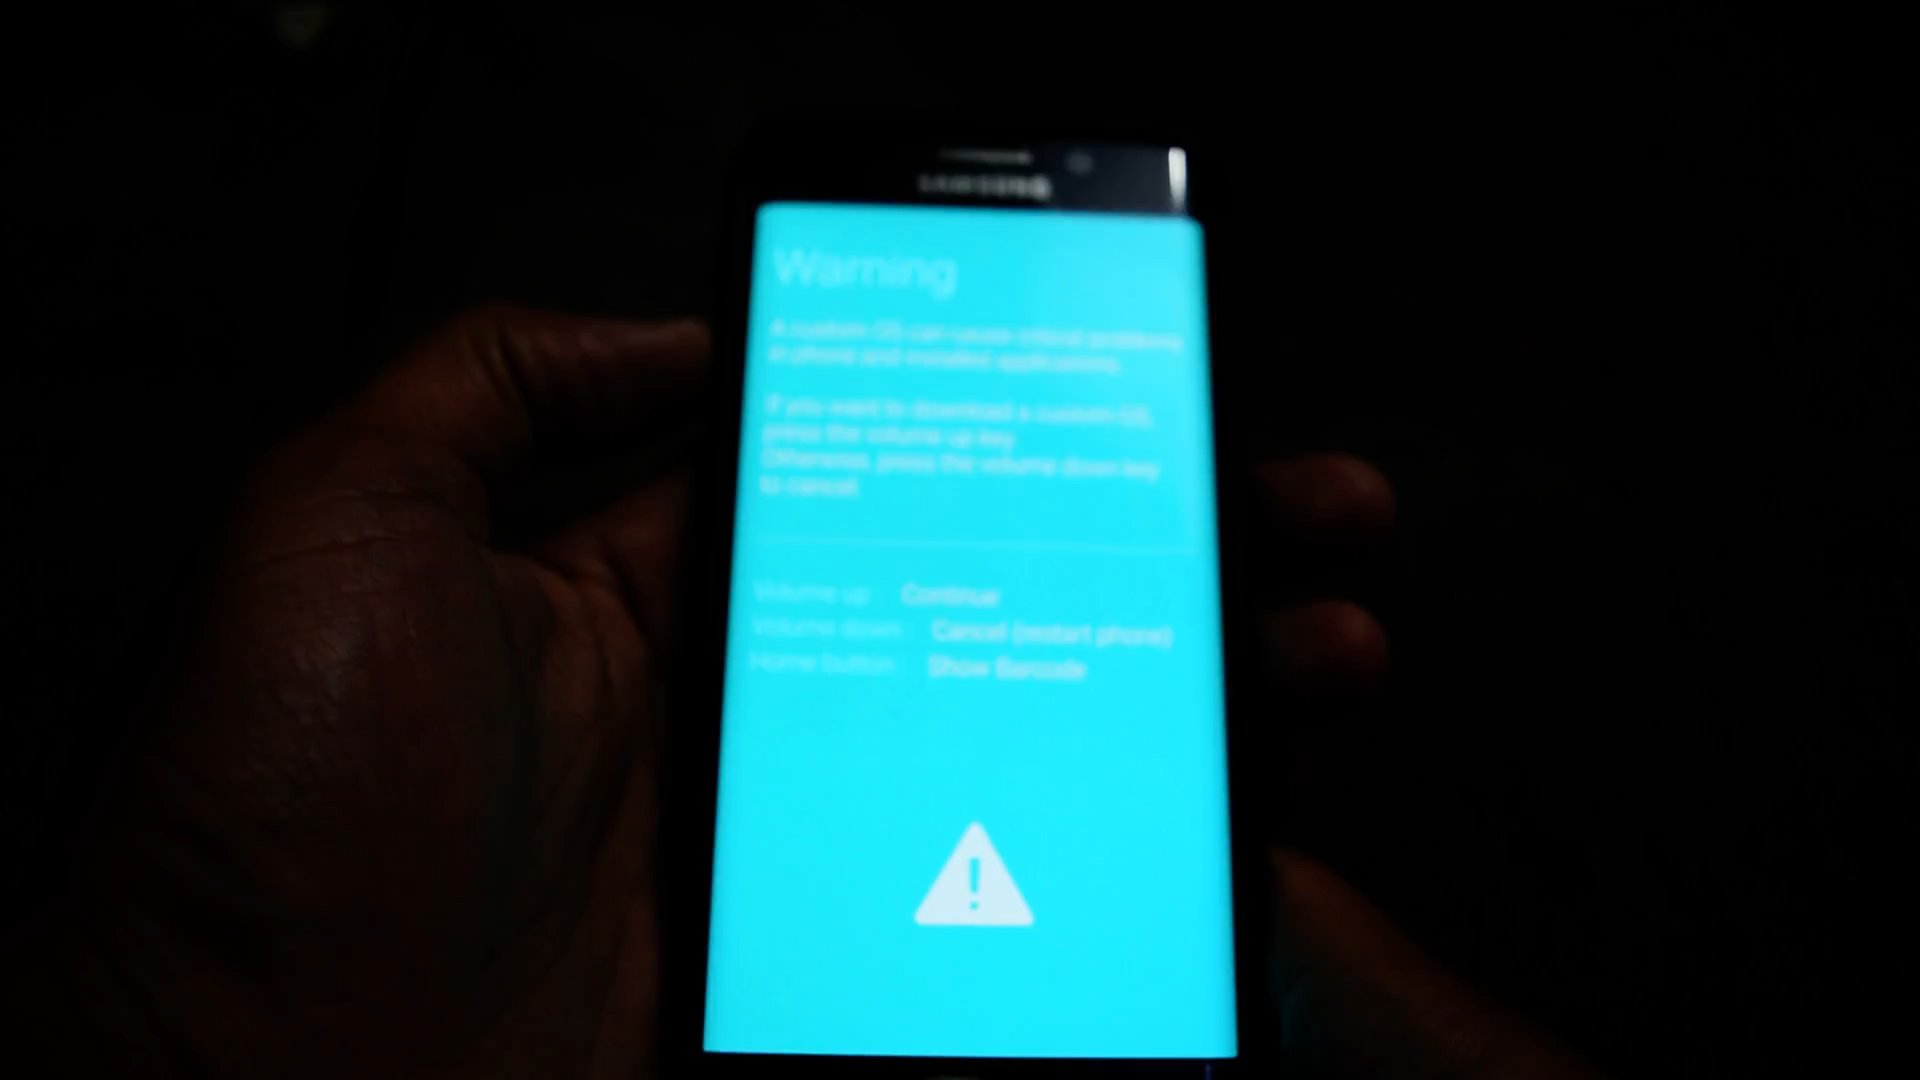 SAMSUNG
Warning
A custom OS can cause critical problems
in phone and installed applications.
If you want to download a custom OS,
press the volume up key.
Otherwise, press the volume down key
to cancel.
Volume up: Continue
Volume down: Cancel (restart phone)
Home button: Show Barcode